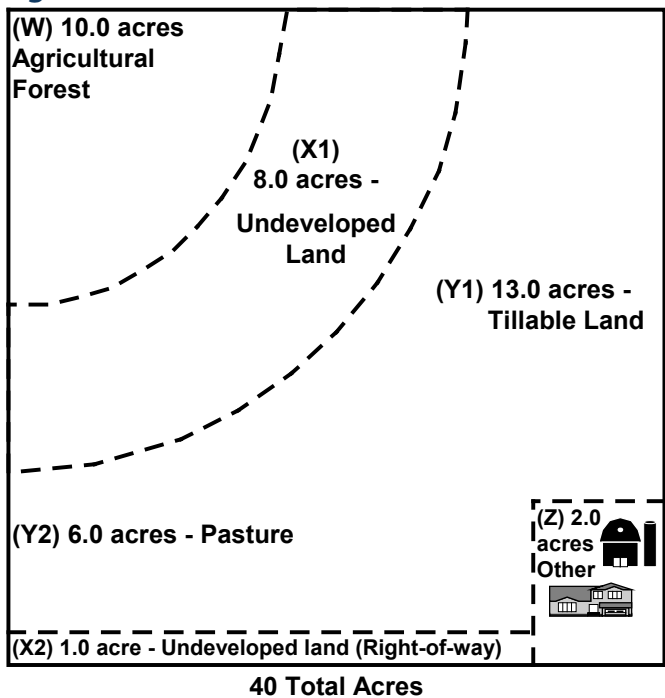 (W) 10.0 acres
Agricultural
Forest
(X1)
8.0 acres -
Undeveloped
Land
(Y1) 13.0 acres -
Tillable Land
(Y2) 6.0 acres - Pasture
(Z) 2.0
acres
Other
(X2) 1.0 acre - Undeveloped land (Right-of-way)
40 Total Acres